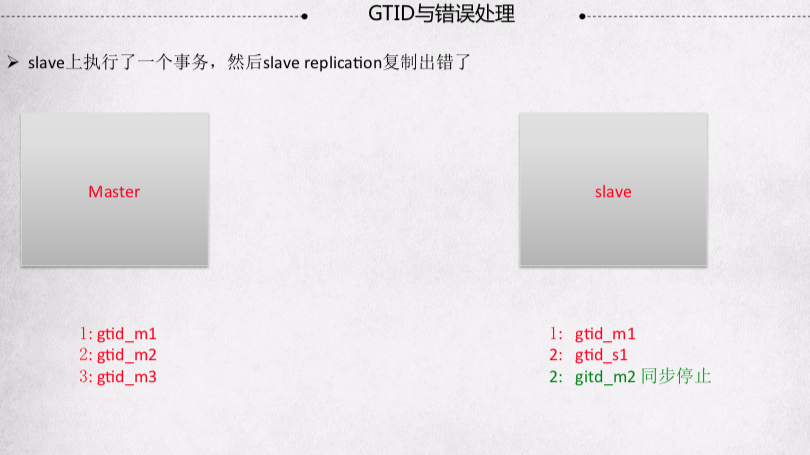 GTID与错误处理
➢ slave上执行了一个事务，然后slave replication复制出错了
Master
slave
1: gtid_m1
2: gtid_m2
3: gtid_m3
1: gtid_m1
2: gtid_s1
2: gitd_m2 同步停止